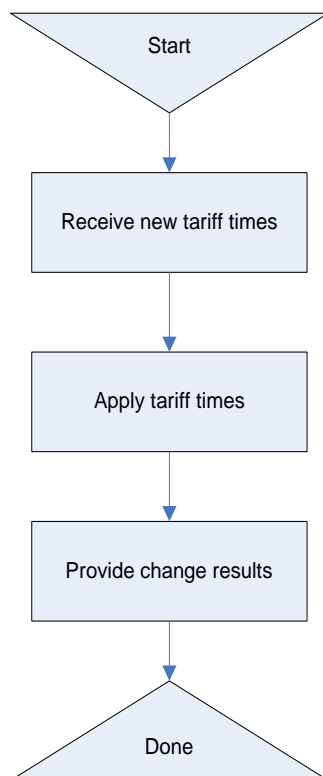 Start
Receive new tariff times
Apply tariff times
Provide change results
Done